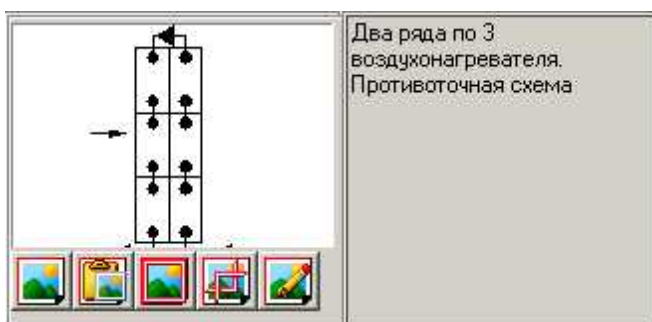 Два ряда по 3
воздухонагревателя.
Противоточная схема